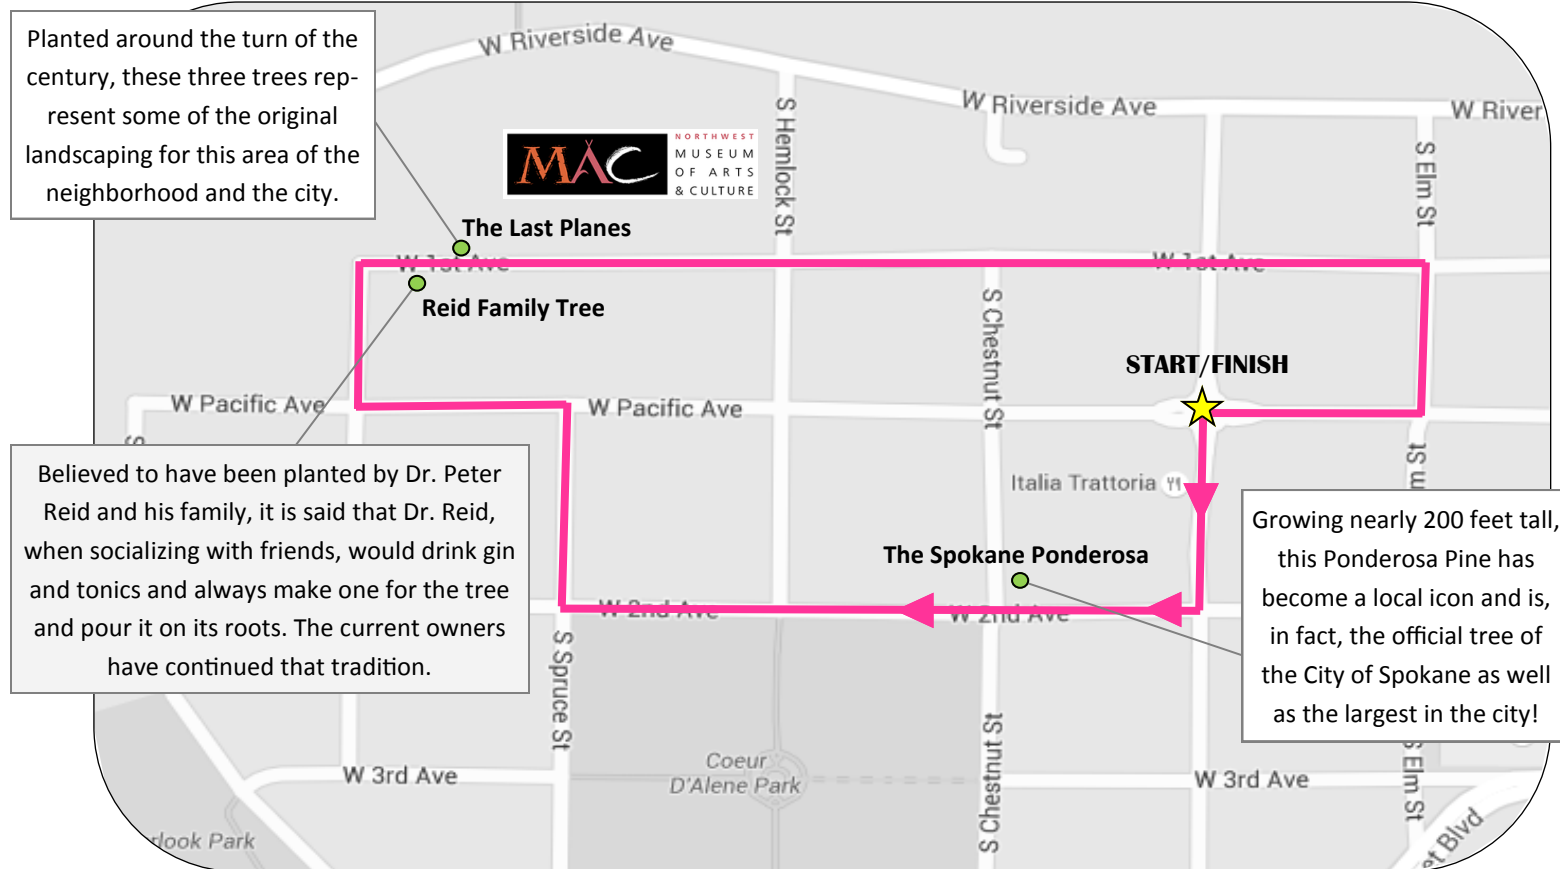 Planted around the turn of the
century, these three trees rep-
resent some of the original
landscaping for this area of the
neighborhood and the city.
W Riverside Ave
W Riverside Ave
W River
S Hemlock St
S Elm St
MAC
NORTHWEST
MUSEUM
OF ARTS
& CULTURE
The Last Planes
W 1st Ave
W 1st Ave
Reid Family Tree
S Chestnut St
START/FINISH
W Pacific Ave
W Pacific Ave
S
m St
Italia Trattoria
Believed to have been planted by Dr. Peter
Reid and his family, it is said that Dr. Reid,
when socializing with friends, would drink gin
and tonics and always make one for the tree
and pour it on its roots. The current owners
have continued that tradition.
Growing nearly 200 feet tall,
this Ponderosa Pine has
become a local icon and is,
in fact, the official tree of
the City of Spokane as well
as the largest in the city!
The Spokane Ponderosa
W 2nd Ave
W 2nd Ave
S Spruce St
S Chestnut St
S Elm St
Coeur
D'Alene Park
W 3rd Ave
W 3rd Ave
rlook Park
et Blvd